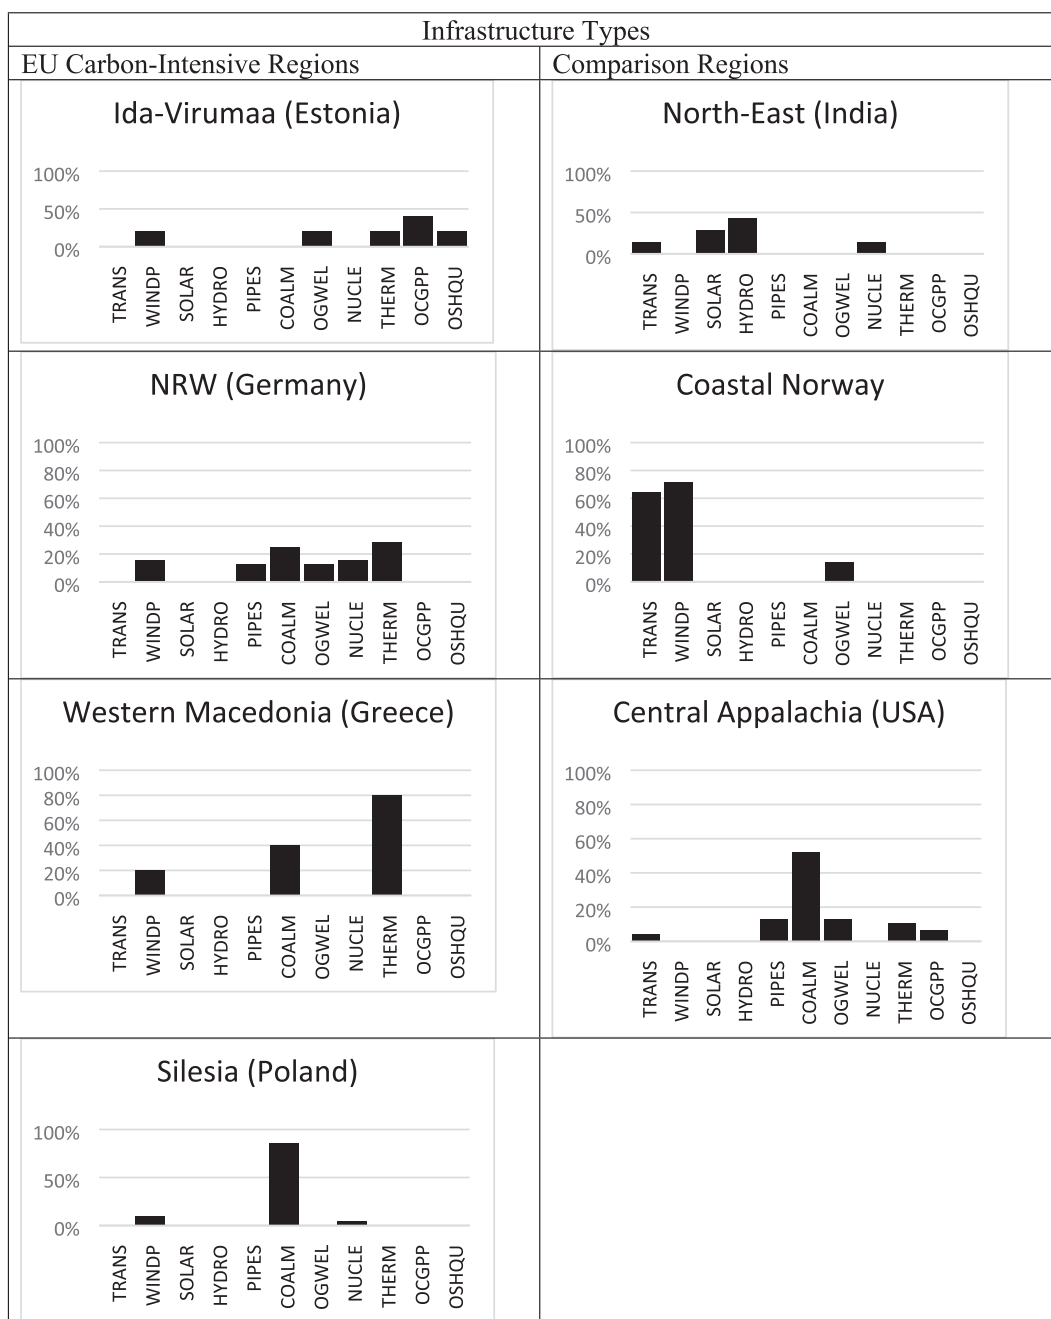 Infrastructure Types
EU Carbon-Intensive Regions
Comparison Regions
Ida-Virumaa (Estonia)
100%
50%
0%
TRANS
WINDP
SOLAR
HYDRO
PIPES
COALM
OGWEL
NUCLE
THERM
OCGPP
OSHQU
North-East (India)
100%
50%
0%
TRANS
WINDP
SOLAR
HYDRO
PIPES
COALM
OGWEL
NUCLE
THERM
OCGPP
OSHQU
NRW (Germany)
100%
80%
60%
40%
20%
0%
TRANS
WINDP
SOLAR
HYDRO
PIPES
COALM
OGWEL
NUCLE
THERM
OCGPP
OSHQU
Coastal Norway
100%
80%
60%
40%
20%
0%
TRANS
WINDP
SOLAR
HYDRO
PIPES
COALM
OGWEL
NUCLE
THERM
OCGPP
OSHQU
Western Macedonia (Greece)
100%
80%
60%
40%
20%
0%
TRANS
WINDP
SOLAR
HYDRO
PIPES
COALM
OGWEL
NUCLE
THERM
OCGPP
OSHQU
Central Appalachia (USA)
100%
80%
60%
40%
20%
0%
TRANS
WINDP
SOLAR
HYDRO
PIPES
COALM
OGWEL
NUCLE
THERM
OCGPP
OSHQU
Silesia (Poland)
100%
50%
0%
TRANS
WINDP
SOLAR
HYDRO
PIPES
COALM
OGWEL
NUCLE
THERM
OCGPP
OSHQU